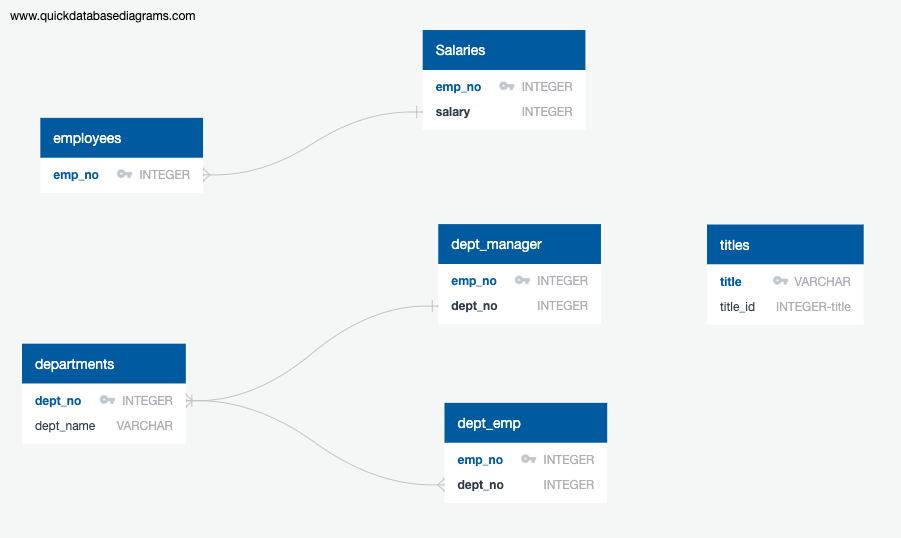 www.quickdatabasediagrams.com
Salaries
emp_no INTEGER
salary INTEGER
employees
emp_no INTEGER
dept_manager
emp_no INTEGER
dept_no INTEGER
titles
title VARCHAR
title_id INTEGER-title
departments
dept_no INTEGER
dept_name VARCHAR
dept_emp
emp_no INTEGER
dept_no INTEGER